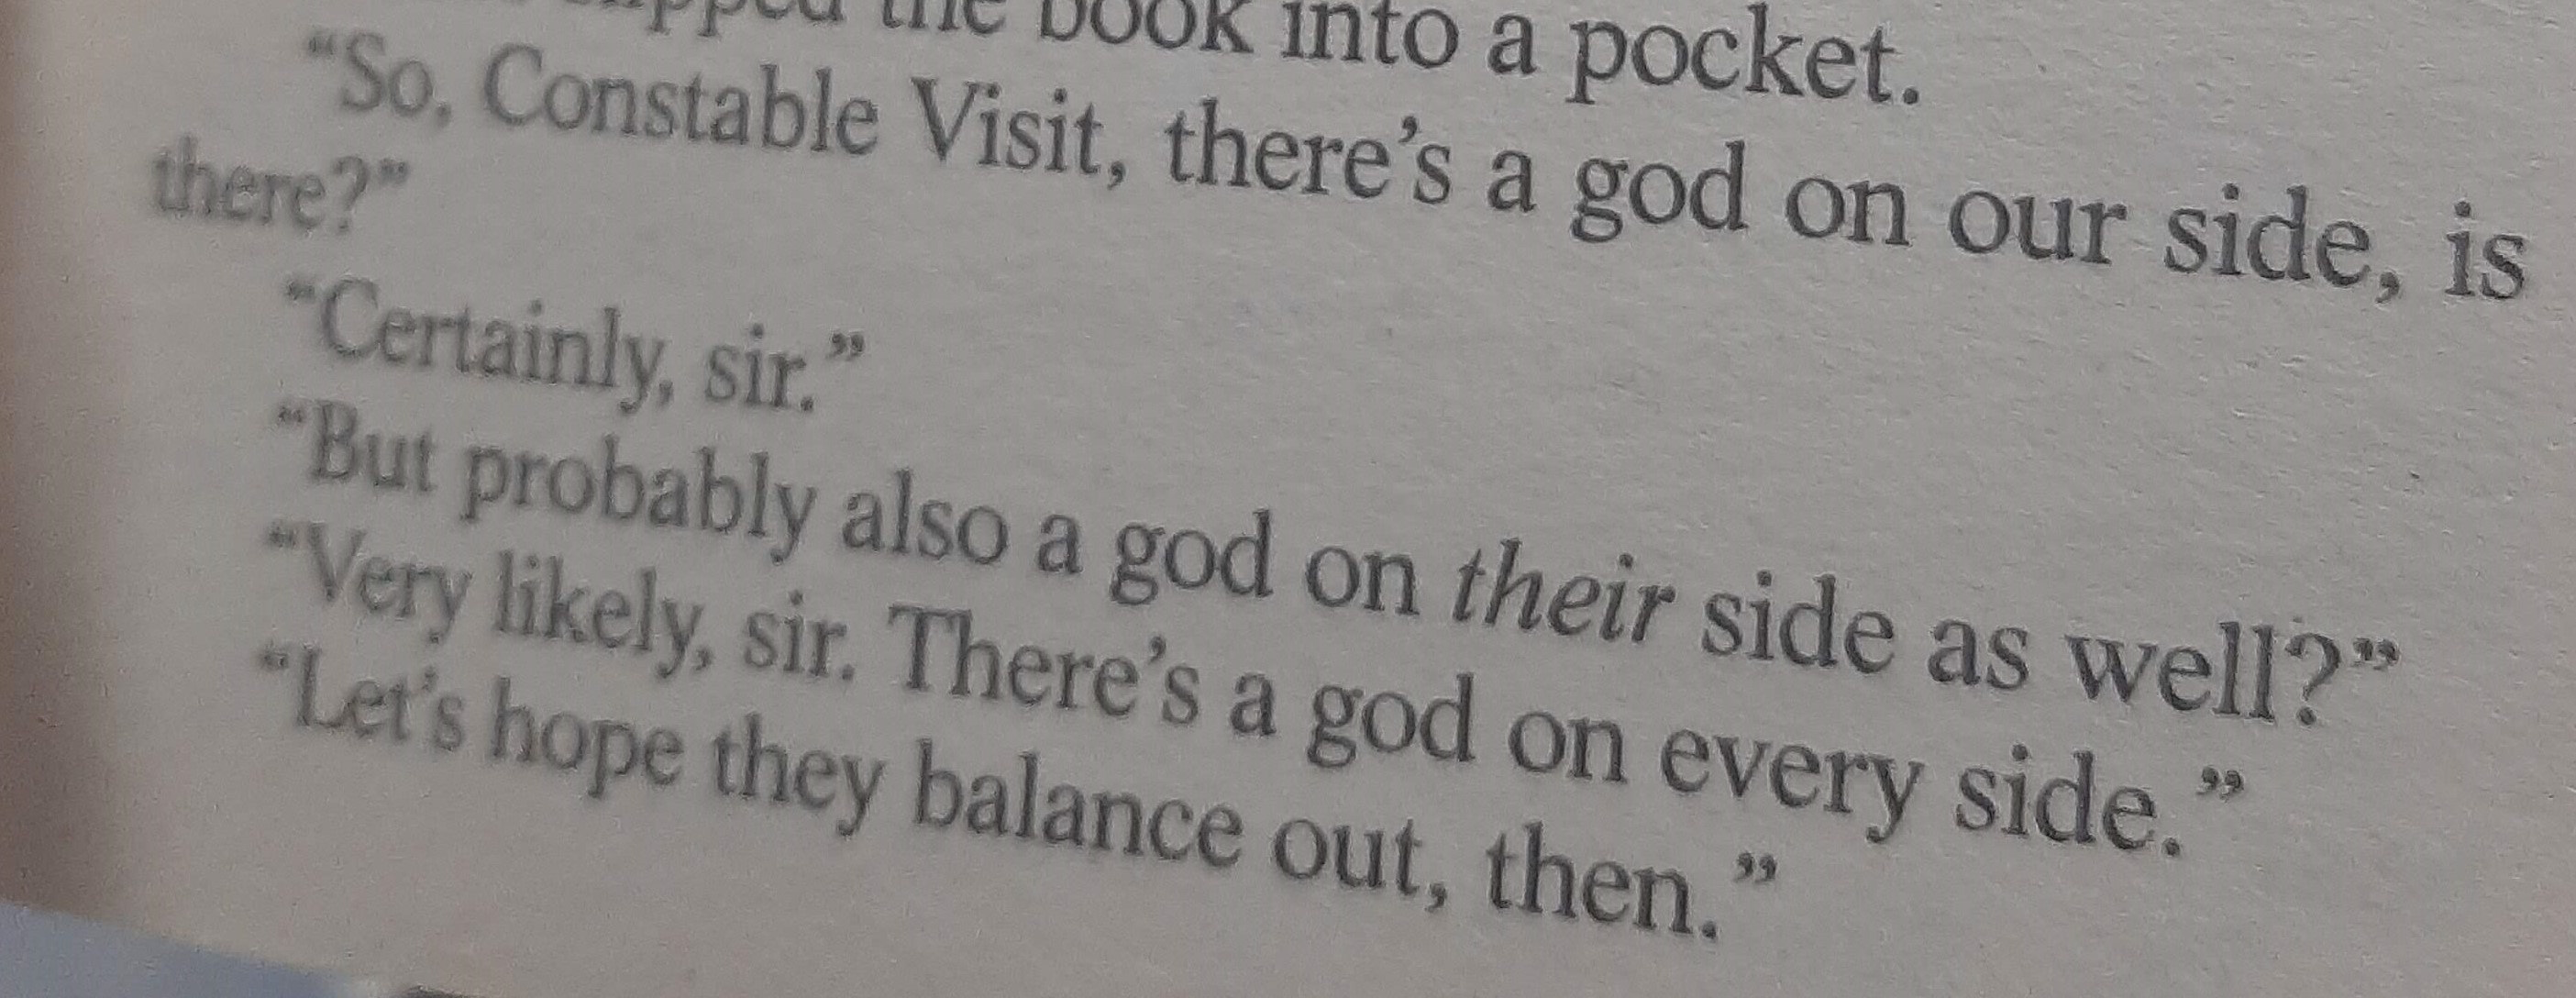 the book into a pocket.
“So, Constable Visit, there’s a god on our side, is
there?”
“Certainly, sir.”
“But probably also a god on their side as well?”
“Very likely, sir. There’s a god on every side.”
“Let’s hope they balance out, then.”